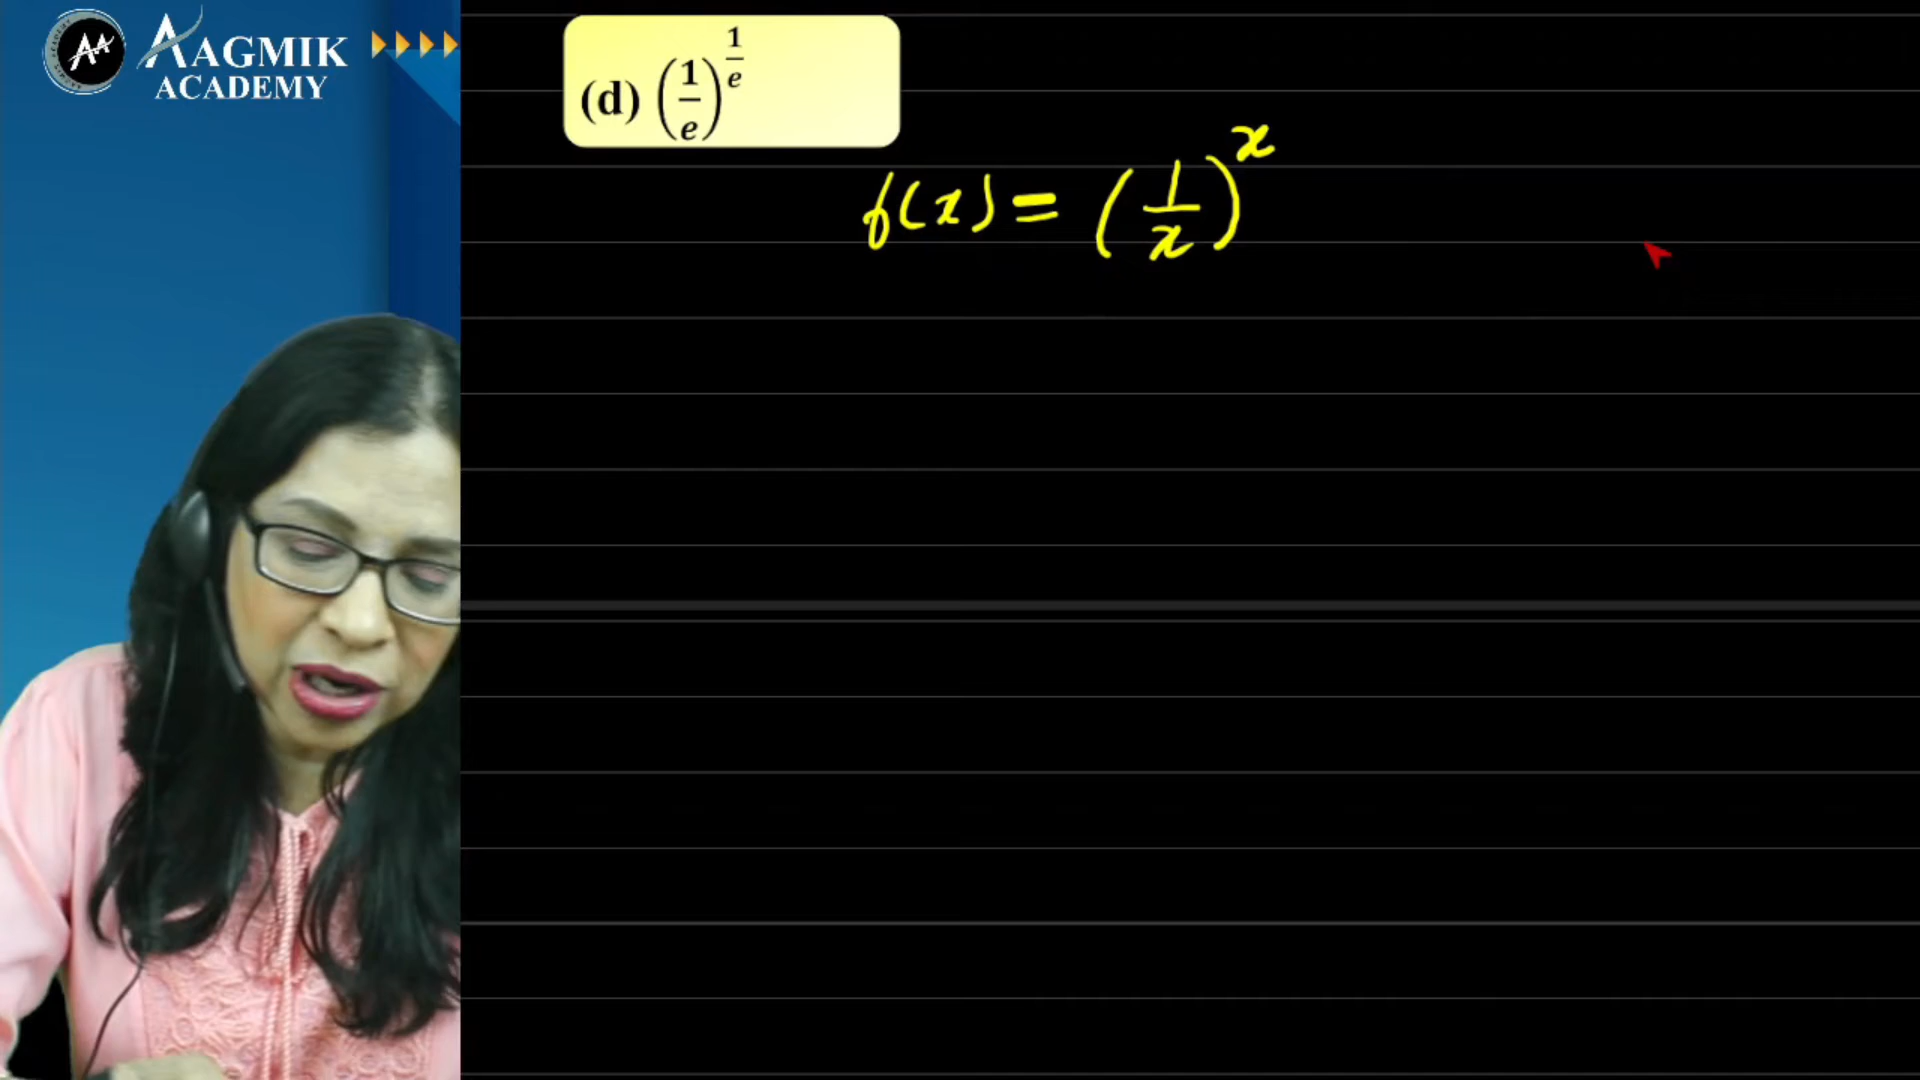 AAGMIK
ACADEMY
(d) (1/e)^(1/e)
f(x) = (1/x)^x